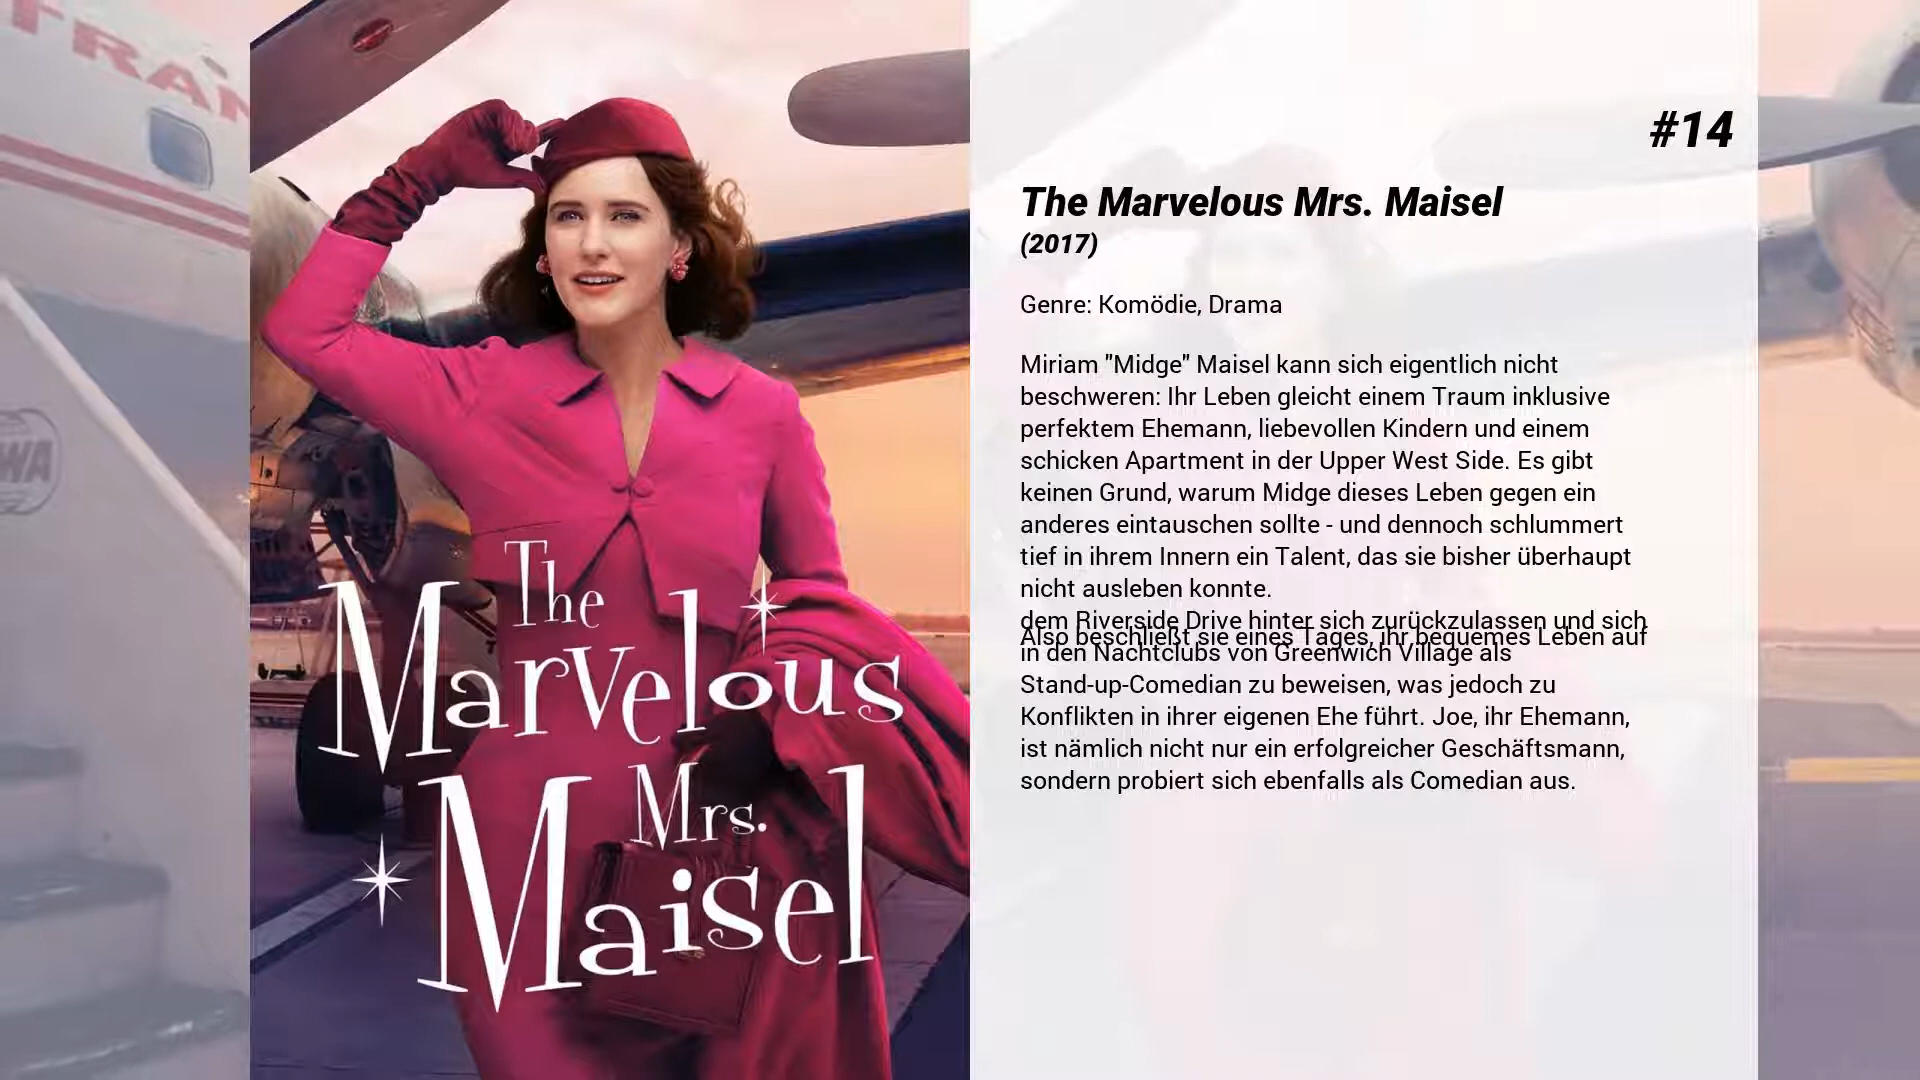 TRAN
WA
The
Marvelous
Mrs.
Maisel
#14
The Marvelous Mrs. Maisel
(2017)
Genre: Komödie, Drama
Miriam "Midge" Maisel kann sich eigentlich nicht
beschweren: Ihr Leben gleicht einem Traum inklusive
perfektem Ehemann, liebevollen Kindern und einem
schicken Apartment in der Upper West Side. Es gibt
keinen Grund, warum Midge dieses Leben gegen ein
anderes eintauschen sollte - und dennoch schlummert
tief in ihrem Innern ein Talent, das sie bisher überhaupt
nicht ausleben konnte.
Also beschließt sie eines Tages, ihr bequemes Leben auf
dem Riverside Drive hinter sich zurückzulassen und sich
in den Nachtclubs von Greenwich Village als
Stand-up-Comedian zu beweisen, was jedoch zu
Konflikten in ihrer eigenen Ehe führt. Joe, ihr Ehemann,
ist nämlich nicht nur ein erfolgreicher Geschäftsmann,
sondern probiert sich ebenfalls als Comedian aus.